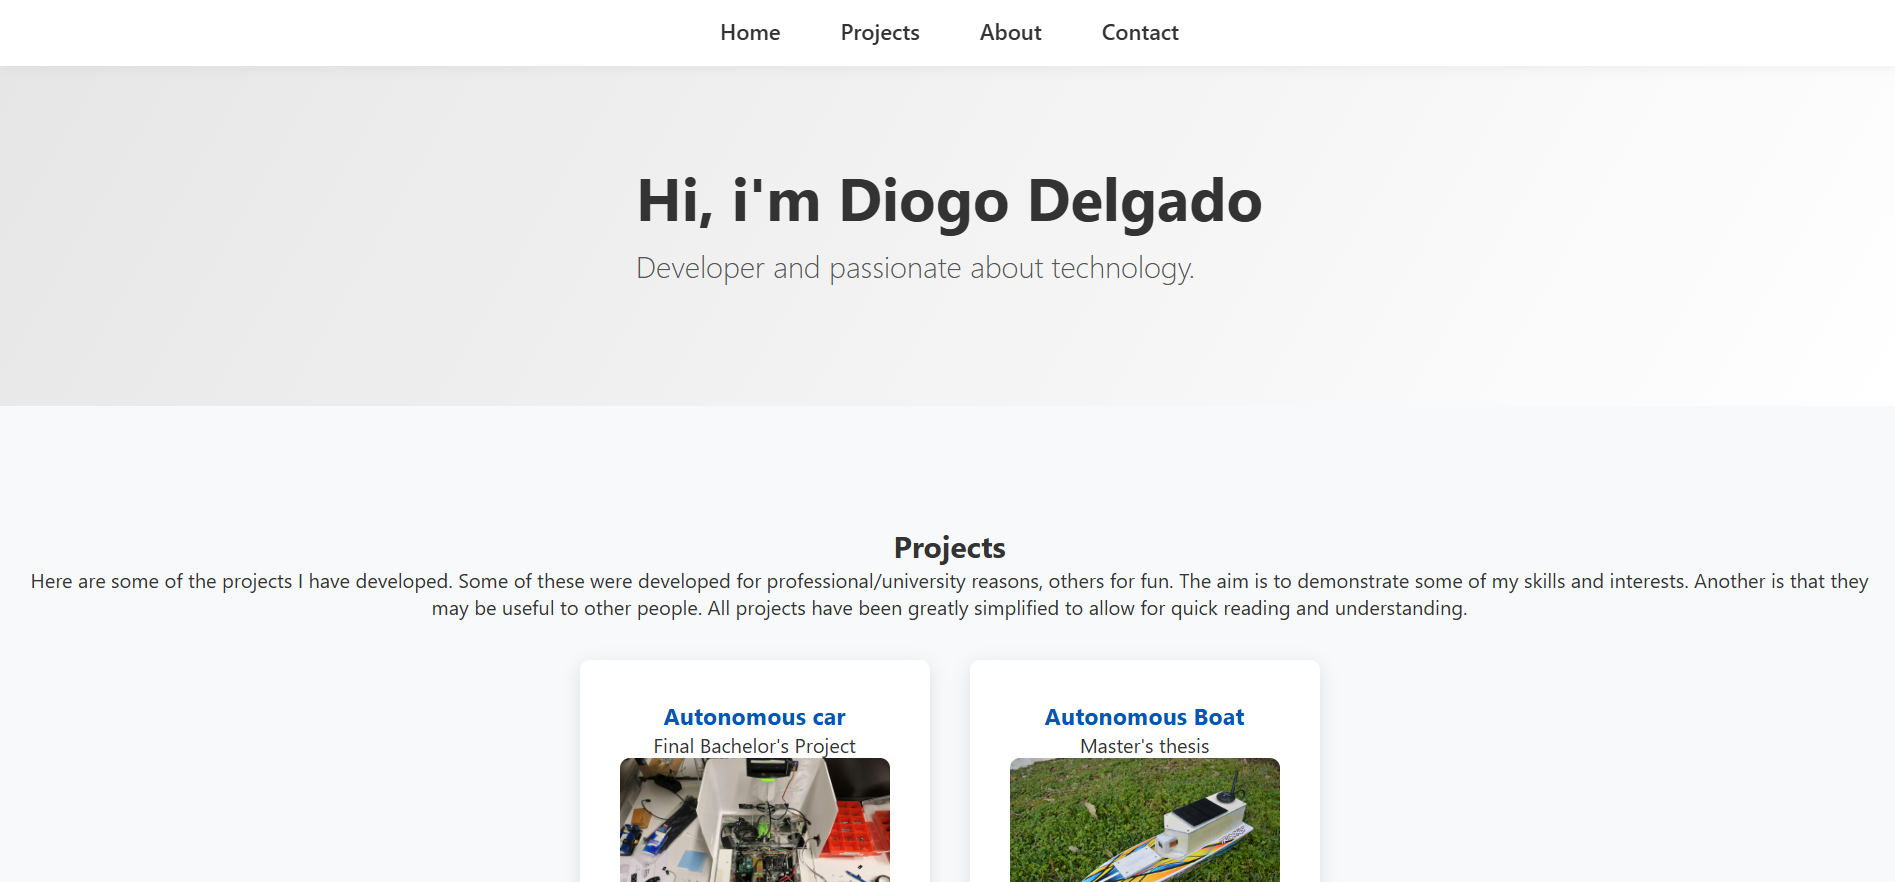 Home Projects About Contact
Hi, i'm Diogo Delgado
Developer and passionate about technology.
Projects
Here are some of the projects I have developed. Some of these were developed for professional/university reasons, others for fun. The aim is to demonstrate some of my skills and interests. Another is that they
may be useful to other people. All projects have been greatly simplified to allow for quick reading and understanding.
Autonomous car
Final Bachelor's Project
Autonomous Boat
Master's thesis